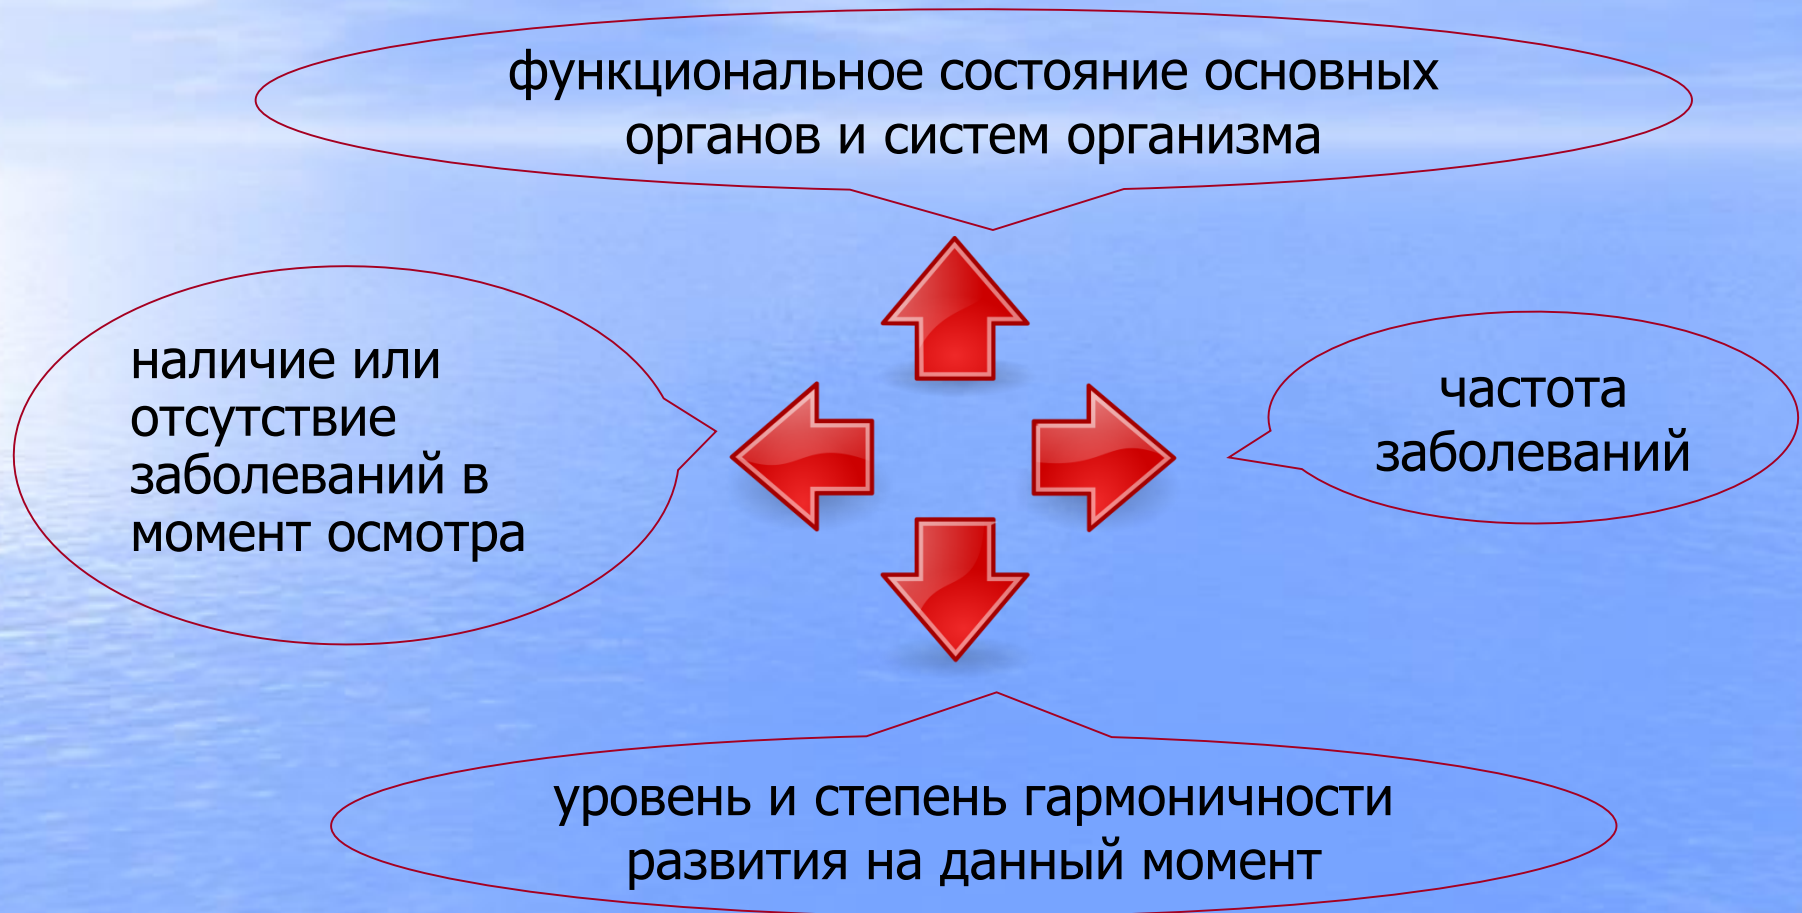 функциональное состояние основных
органов и систем организма
наличие или
отсутствие
заболеваний в
момент осмотра
частота
заболеваний
уровень и степень гармоничности
развития на данный момент